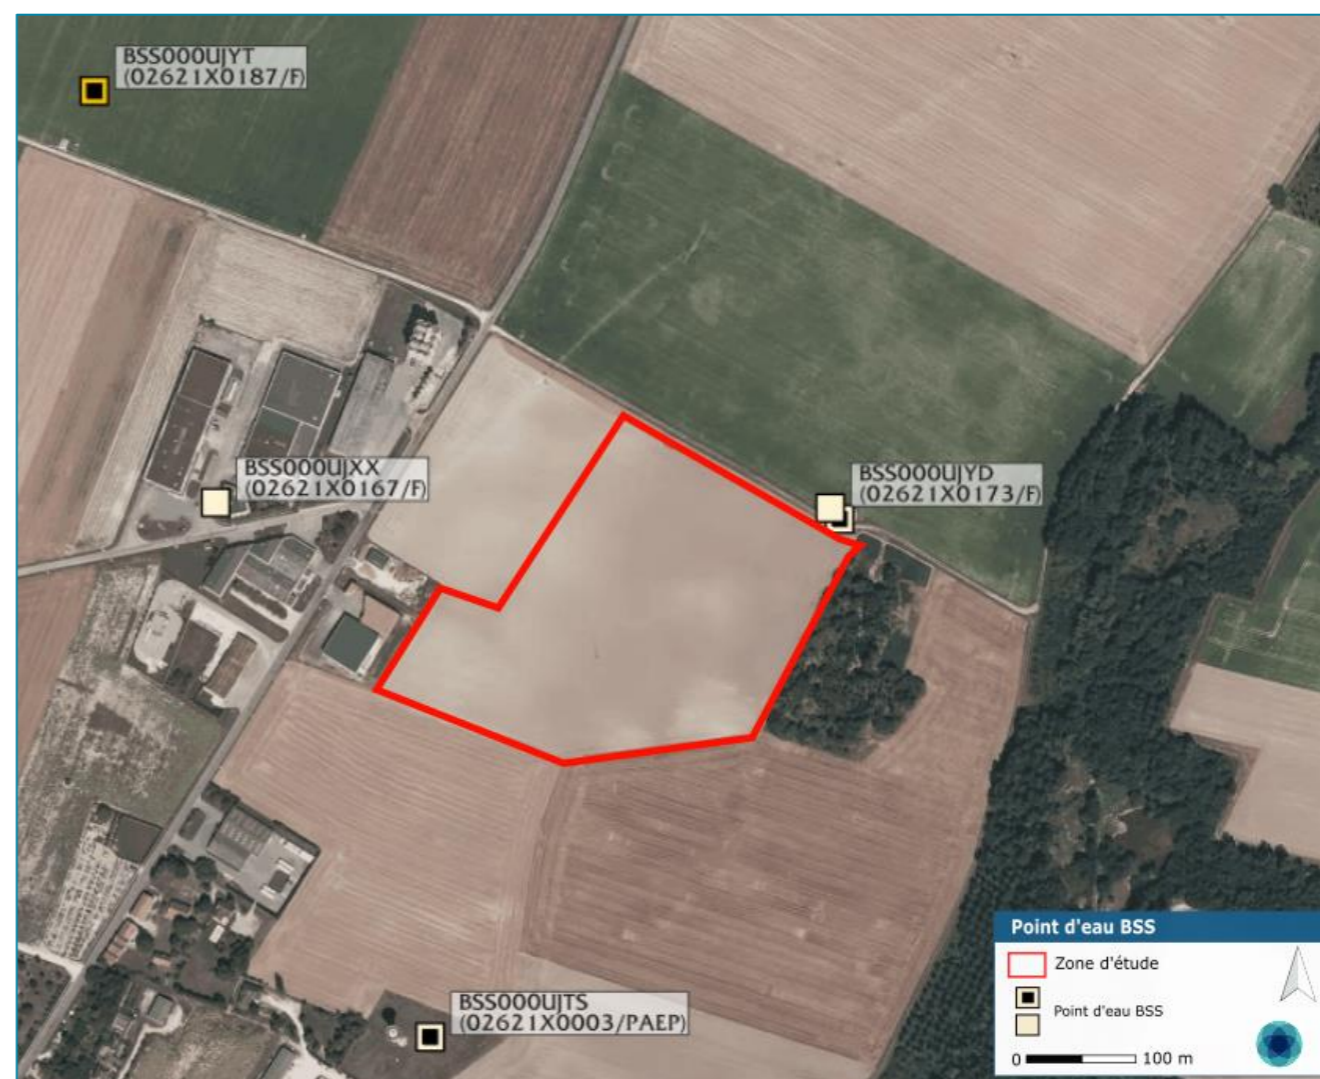 BSS000UJYT
(02621X0187/F)
BSS000UJXX
(02621X0167/F)
BSS000UJYD
(02621X0173/F)
BSS000UJTS
(02621X0003/PAEP)
Point d'eau BSS
Zone d'étude
Point d'eau BSS
0 100 m